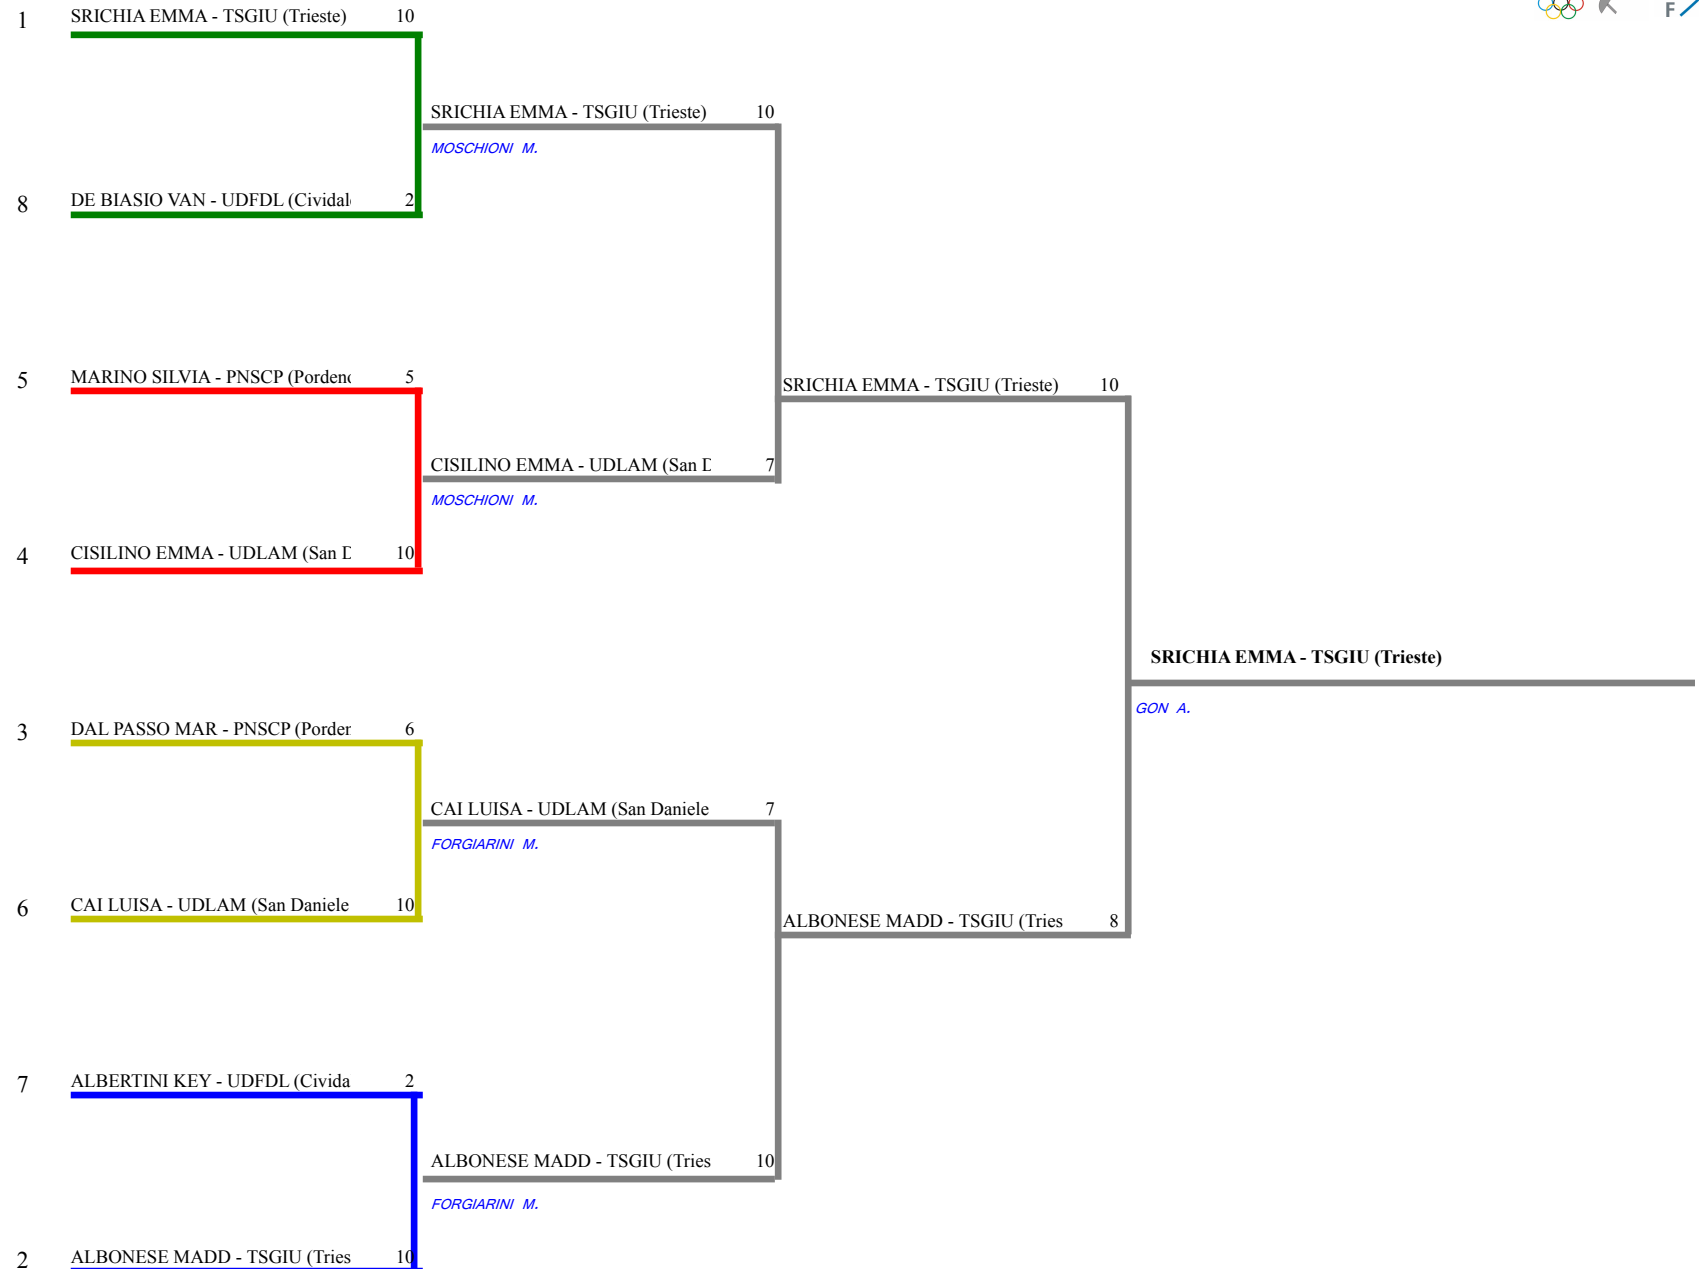 F
1 SRICHIA EMMA - TSGIU (Trieste) 10
SRICHIA EMMA - TSGIU (Trieste) 10
MOSCHIONI M.
8 DE BIASIO VAN - UDFDL (Cividal 2
5 MARINO SILVIA - PNSCP (Porden 5
SRICHIA EMMA - TSGIU (Trieste) 10
CISILINO EMMA - UDLAM (San 7
MOSCHIONI M.
4 CISILINO EMMA - UDLAM (San 10
SRICHIA EMMA - TSGIU (Trieste)
GON A.
3 DAL PASSO MAR - PNSCP (Porden 6
CAI LUISA - UDLAM (San Daniele 7
FORGIARINI M.
6 CAI LUISA - UDLAM (San Daniele 10
ALBONESE MADD - TSGIU (Tries 8
7 ALBERTINI KEY - UDFDL (Civida 2
ALBONESE MADD - TSGIU (Tries 10
FORGIARINI M.
2 ALBONESE MADD - TSGIU (Tries 10